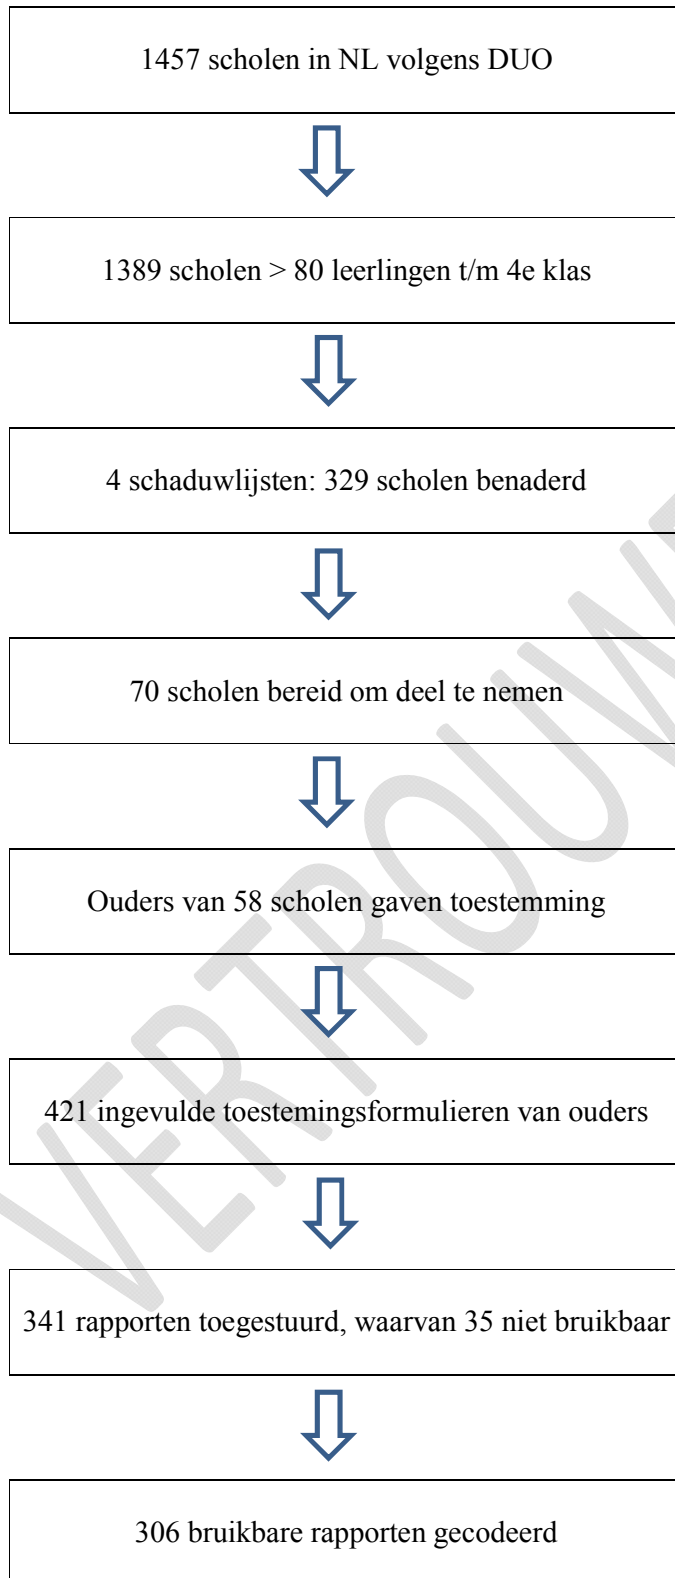 1457 scholen in NL volgens DUO
1389 scholen > 80 leerlingen t/m 4e klas
4 schaduwlijsten: 329 scholen benaderd
70 scholen bereid om deel te nemen
Ouders van 58 scholen gaven toestemming
421 ingevulde toestemingsformulieren van ouders
341 rapporten toegestuurd, waarvan 35 niet bruikbaar
306 bruikbare rapporten gecodeerd